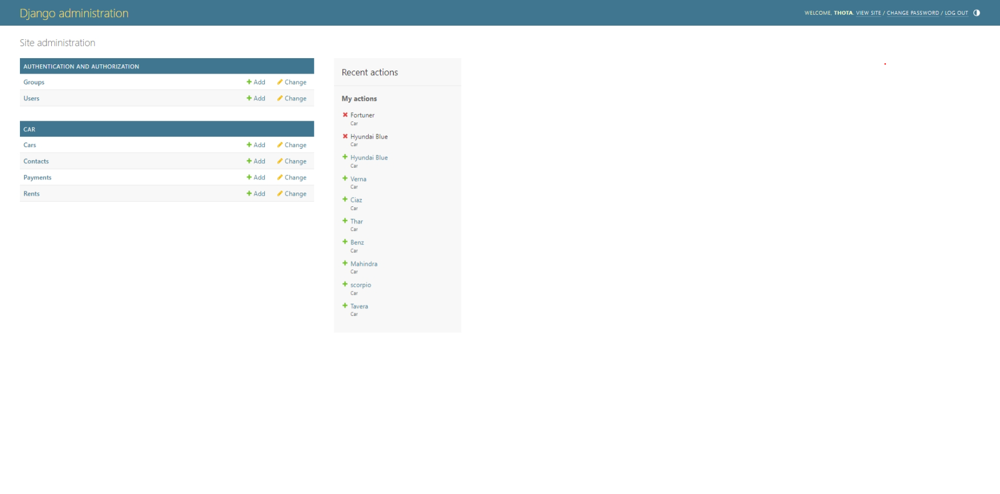 Django administration
WELCOME, THOTA. VIEW SITE / CHANGE PASSWORD / LOG OUT
Site administration
AUTHENTICATION AND AUTHORIZATION
Groups Add Change
Users Add Change
CAR
Cars Add Change
Contacts Add Change
Payments Add Change
Rents Add Change
Recent actions
My actions
Fortuner
Car
Hyundai Blue
Car
Hyundai Blue
Car
Verna
Car
Ciaz
Car
Thar
Car
Benz
Car
Mahindra
Car
scorpio
Car
Tavera
Car